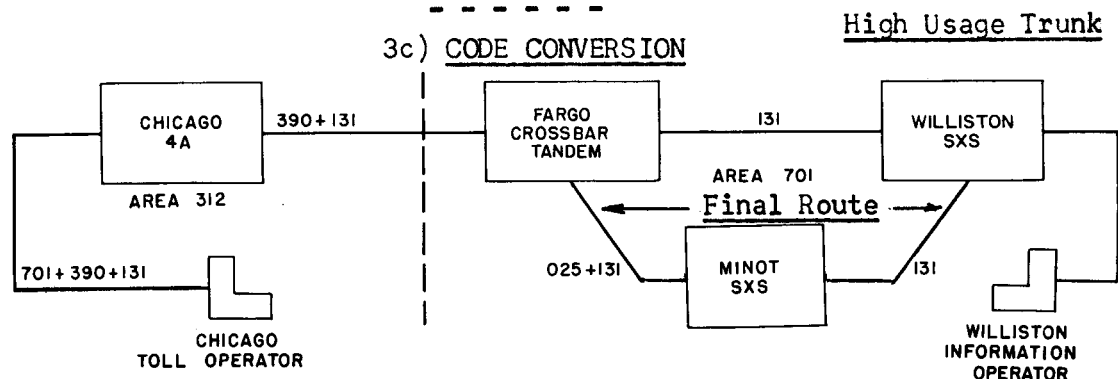 High Usage Trunk
3c) CODE CONVERSION
CHICAGO
4A
390+131
FARGO
CROSSBAR
TANDEM
131
WILLISTON
SXS
AREA 312
AREA 701
Final Route
701+390+131
025+131
MINOT
SXS
131
CHICAGO
TOLL OPERATOR
WILLISTON
INFORMATION
OPERATOR